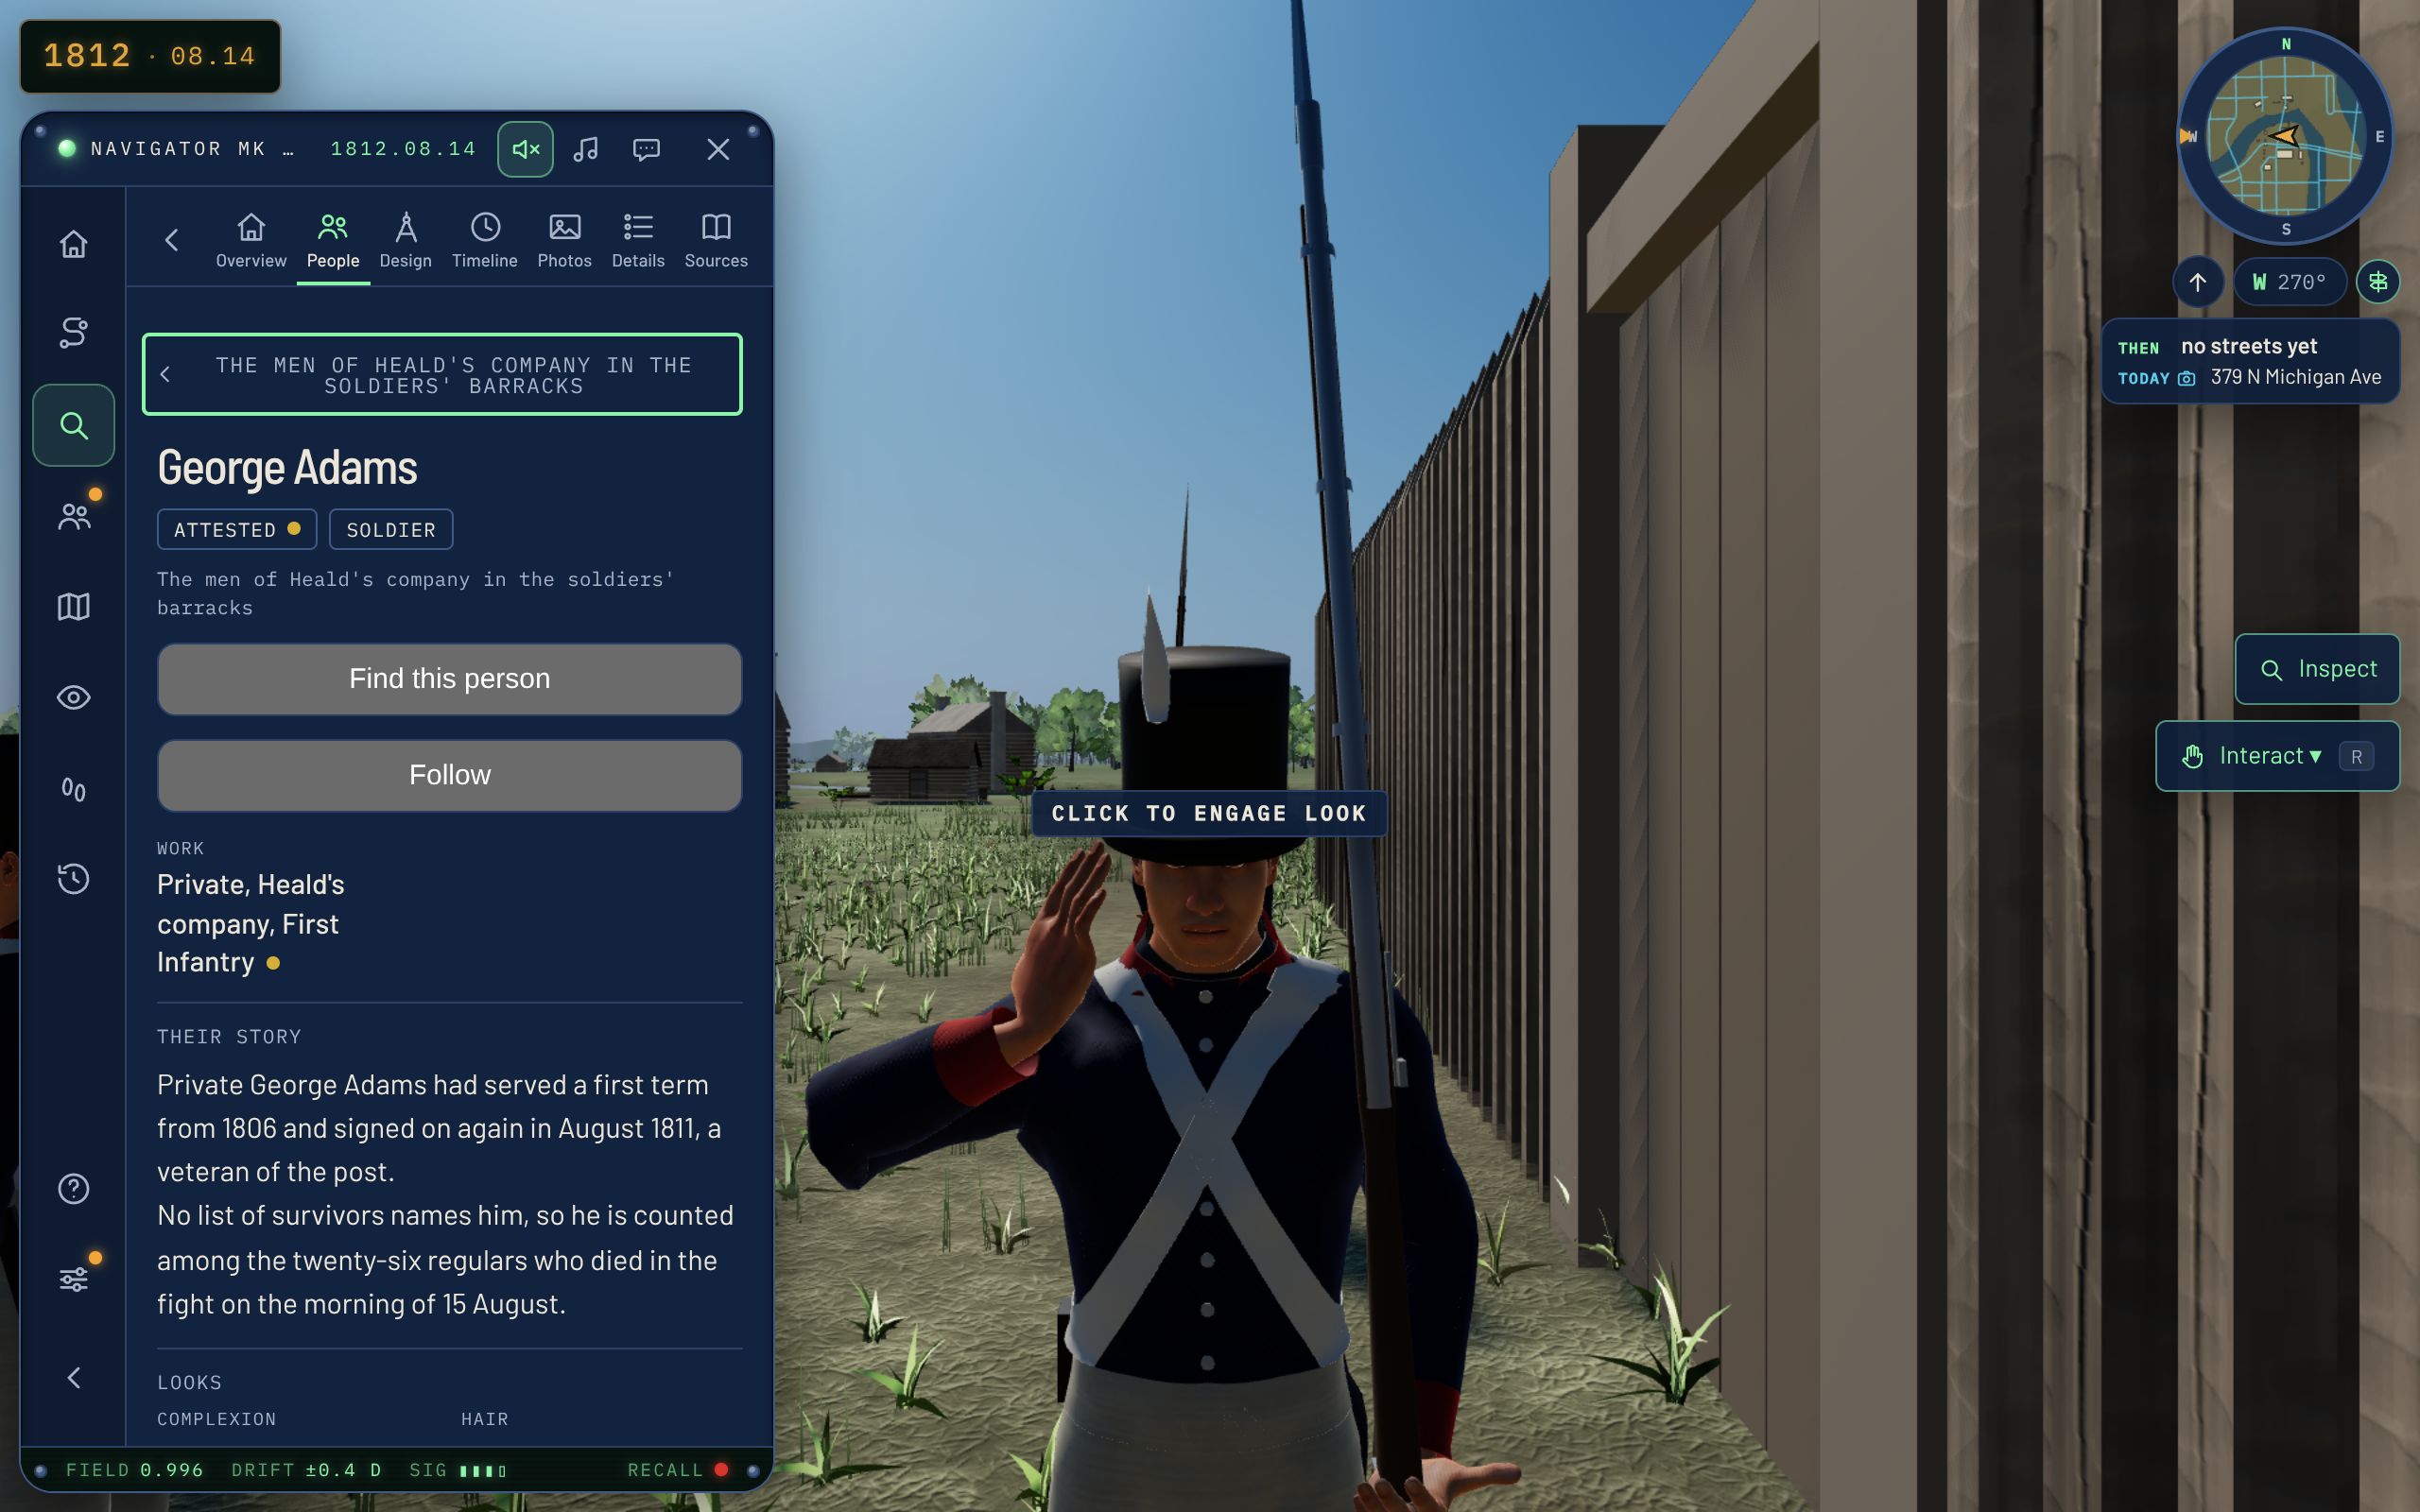 1812 · 08.14
NAVIGATOR MK …
1812.08.14
Overview
People
Design
Timeline
Photos
Details
Sources
THE MEN OF HEALD'S COMPANY IN THE
SOLDIERS' BARRACKS
George Adams
ATTESTED
SOLDIER
The men of Heald's company in the soldiers'
barracks
Find this person
Follow
WORK
Private, Heald's
company, First
Infantry
THEIR STORY
Private George Adams had served a first term
from 1806 and signed on again in August 1811, a
veteran of the post.
No list of survivors names him, so he is counted
among the twenty-six regulars who died in the
fight on the morning of 15 August.
LOOKS
COMPLEXION
HAIR
FIELD 0.996 DRIFT ±0.4 D SIG
RECALL
CLICK TO ENGAGE LOOK
N
W
E
S
W 270°
THEN no streets yet
TODAY 379 N Michigan Ave
Inspect
Interact ▾ R